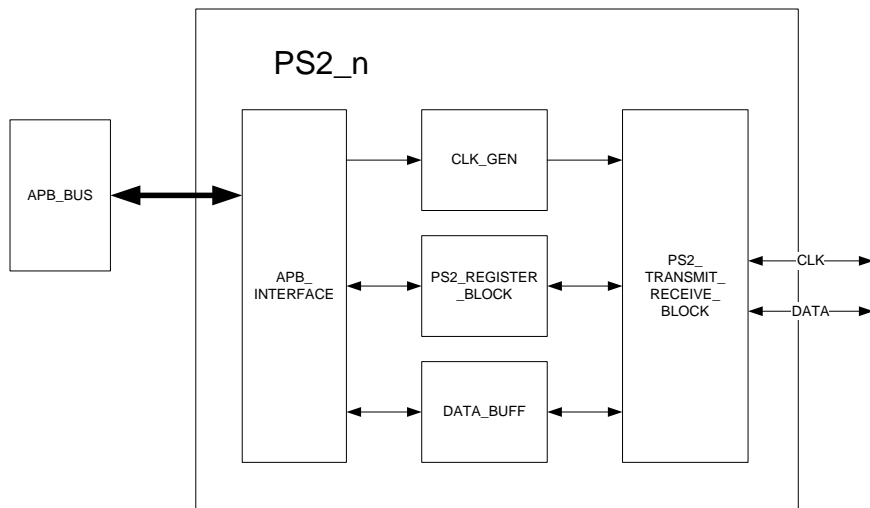 PS2_n
APB_BUS
APB_
INTERFACE
CLK_GEN
PS2_REGISTER
_BLOCK
DATA_BUFF
PS2_
TRANSMIT_
RECEIVE_
BLOCK
CLK
DATA